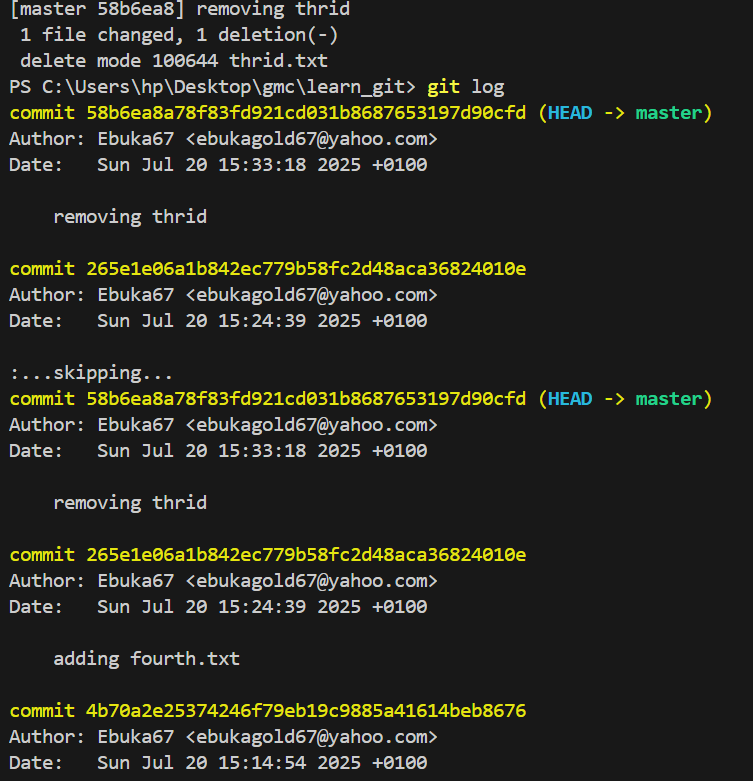 [master 58b6ea8] removing thrid
 1 file changed, 1 deletion(-)
 delete mode 100644 thrid.txt
PS C:\Users\hp\Desktop\gmc\learn_git> git log
commit 58b6ea8a78f83fd921cd031b8687653197d90cfd (HEAD -> master)
Author: Ebuka67 <ebukagold67@yahoo.com>
Date:   Sun Jul 20 15:33:18 2025 +0100

    removing thrid

commit 265e1e06a1b842ec779b58fc2d48aca36824010e
Author: Ebuka67 <ebukagold67@yahoo.com>
Date:   Sun Jul 20 15:24:39 2025 +0100

:...skipping...
commit 58b6ea8a78f83fd921cd031b8687653197d90cfd (HEAD -> master)
Author: Ebuka67 <ebukagold67@yahoo.com>
Date:   Sun Jul 20 15:33:18 2025 +0100

    removing thrid

commit 265e1e06a1b842ec779b58fc2d48aca36824010e
Author: Ebuka67 <ebukagold67@yahoo.com>
Date:   Sun Jul 20 15:24:39 2025 +0100

    adding fourth.txt

commit 4b70a2e25374246f79eb19c9885a41614beb8676
Author: Ebuka67 <ebukagold67@yahoo.com>
Date:   Sun Jul 20 15:14:54 2025 +0100